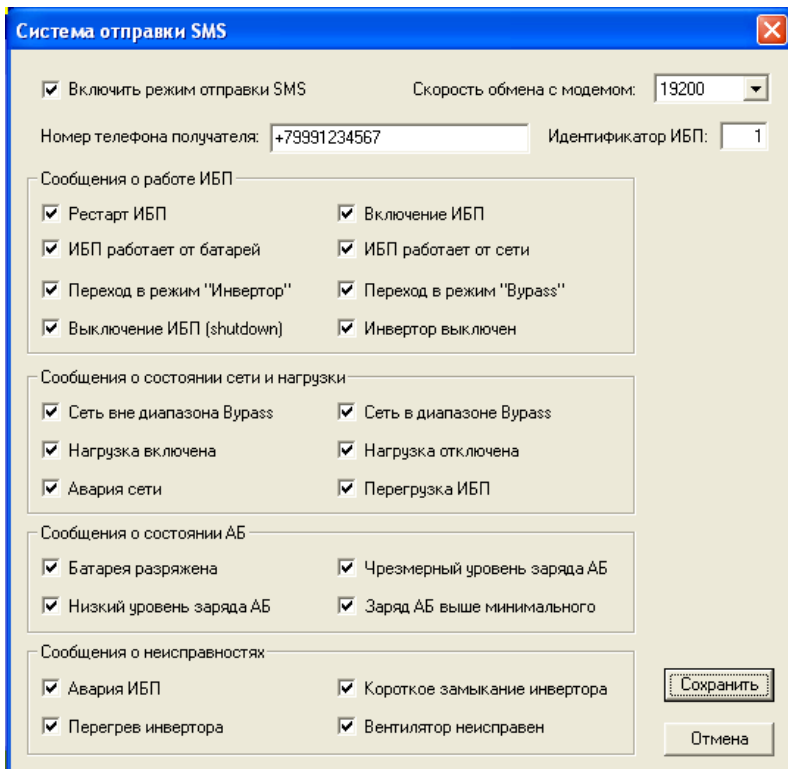 Система отправки SMS
Включить режим отправки SMS Скорость обмена с модемом: 19200
Номер телефона получателя: +79991234567 Идентификатор ИБП: 1
Сообщения о работе ИБП
Рестарт ИБП Включение ИБП
ИБП работает от батарей ИБП работает от сети
Переход в режим "Инвертор" Переход в режим "Bypass"
Выключение ИБП (shutdown) Инвертор выключен
Сообщения о состоянии сети и нагрузки
Сеть вне диапазона Bypass Сеть в диапазоне Bypass
Нагрузка включена Нагрузка отключена
Авария сети Перегрузка ИБП
Сообщения о состоянии АБ
Батарея разряжена Чрезмерный уровень заряда АБ
Низкий уровень заряда АБ Заряд АБ выше минимального
Сообщения о неисправностях
Авария ИБП Короткое замыкание инвертора Сохранить
Перегрев инвертора Вентилятор неисправен Отмена